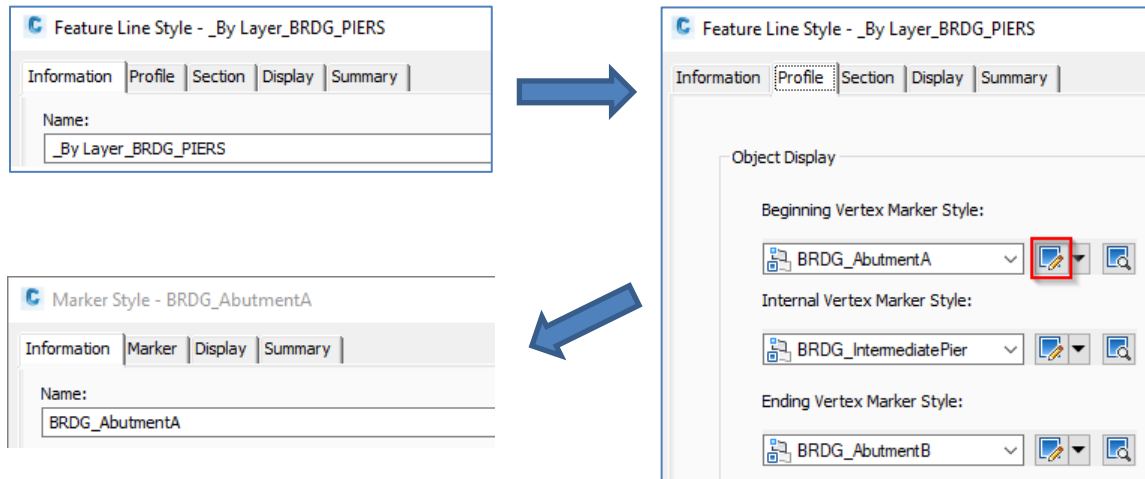 Feature Line Style - _By Layer_BRDG_PIERS
Information Profile Section Display Summary
Name:
_By Layer_BRDG_PIERS
Feature Line Style - _By Layer_BRDG_PIERS
Information Profile Section Display Summary
Object Display
Beginning Vertex Marker Style:
BRDG_AbutmentA
Internal Vertex Marker Style:
BRDG_IntermediatePier
Ending Vertex Marker Style:
BRDG_AbutmentB
Marker Style - BRDG_AbutmentA
Information Marker Display Summary
Name:
BRDG_AbutmentA